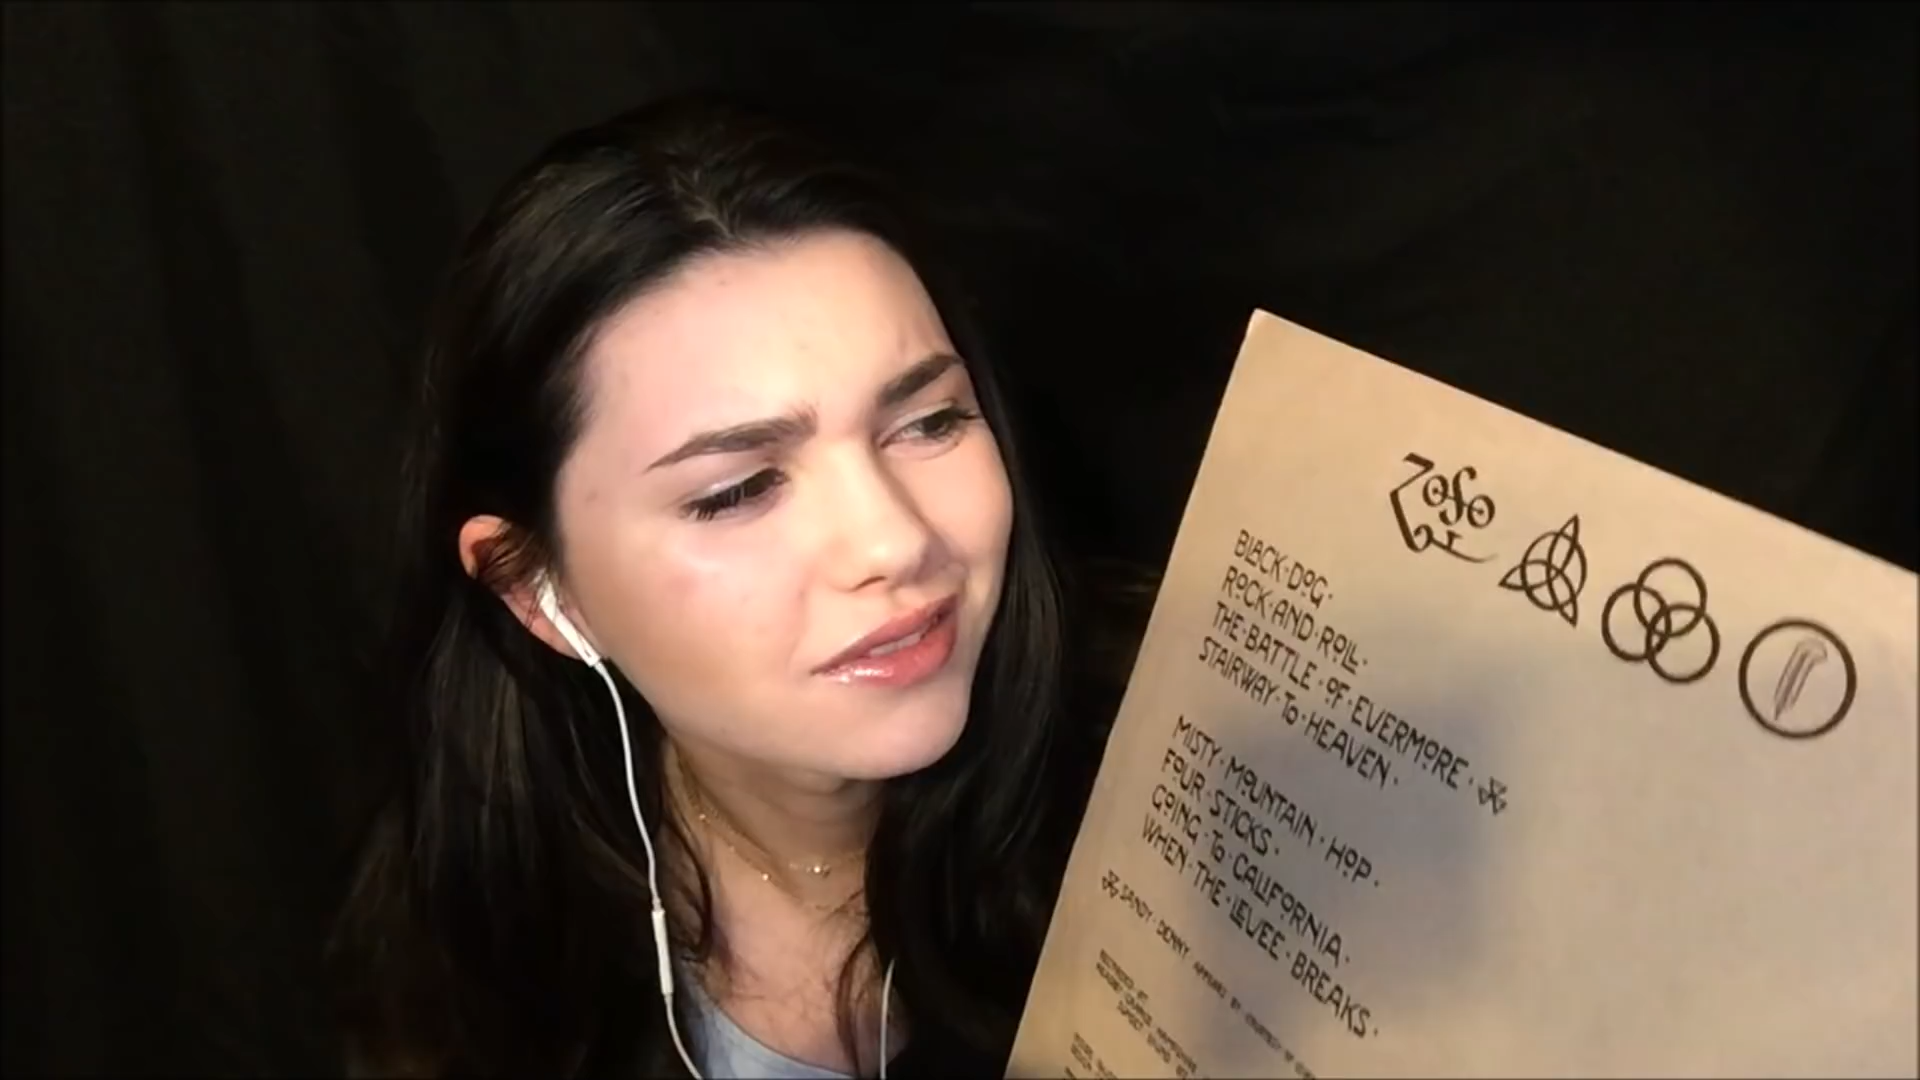 BLACK·DOG·
ROCK·AND·ROLL·
THE·BATTLE·OF·EVERMORE·
STAIRWAY·TO·HEAVEN·
MISTY·MOUNTAIN·HOP·
FOUR·STICKS·
GOING·TO·CALIFORNIA·
WHEN·THE·LEVEE·BREAKS·
SANDY·DENNY·APPEARS·BY·COURTESY·OF